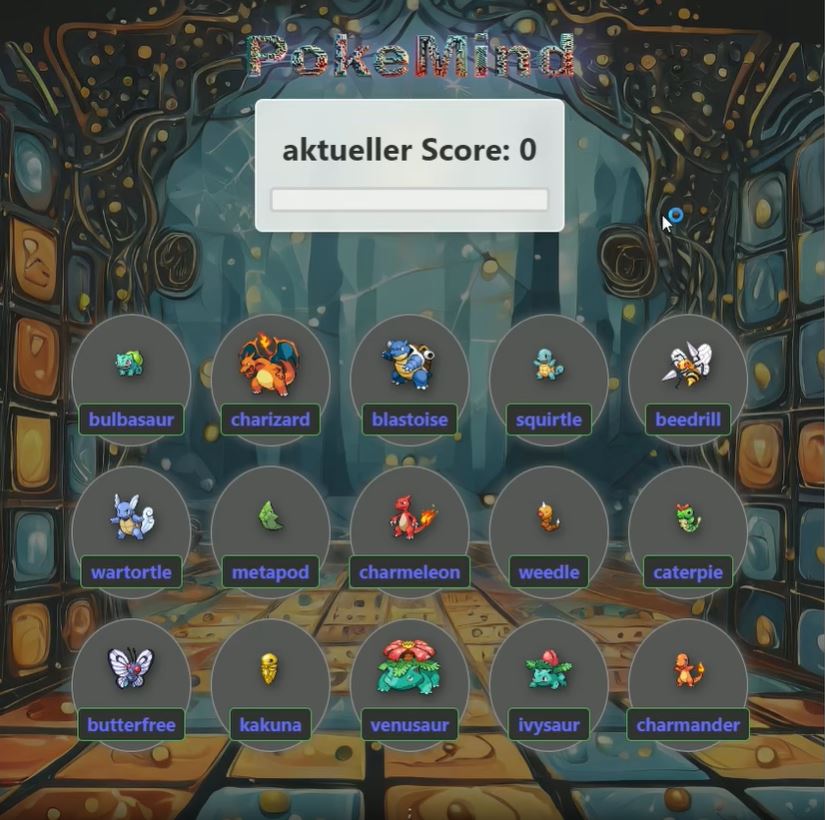 PokeMind
aktueller Score: 0
bulbasaur charizard blastoise squirtle beedrill
wartortle metapod charmeleon weedle caterpie
butterfree kakuna venusaur ivysaur charmander